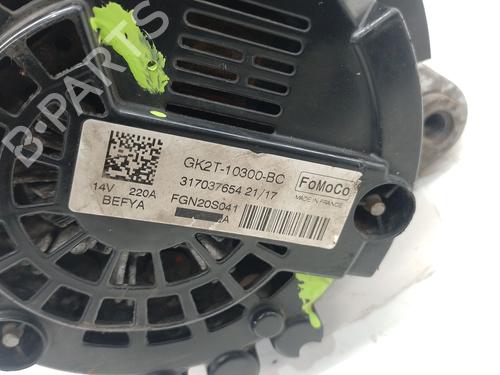 B-PARTS
GK2T-10300-BC
317037654 21/17
14V 220A
FGN20S041
BEFYA
A
FoMoCo
MADE IN FRANCE